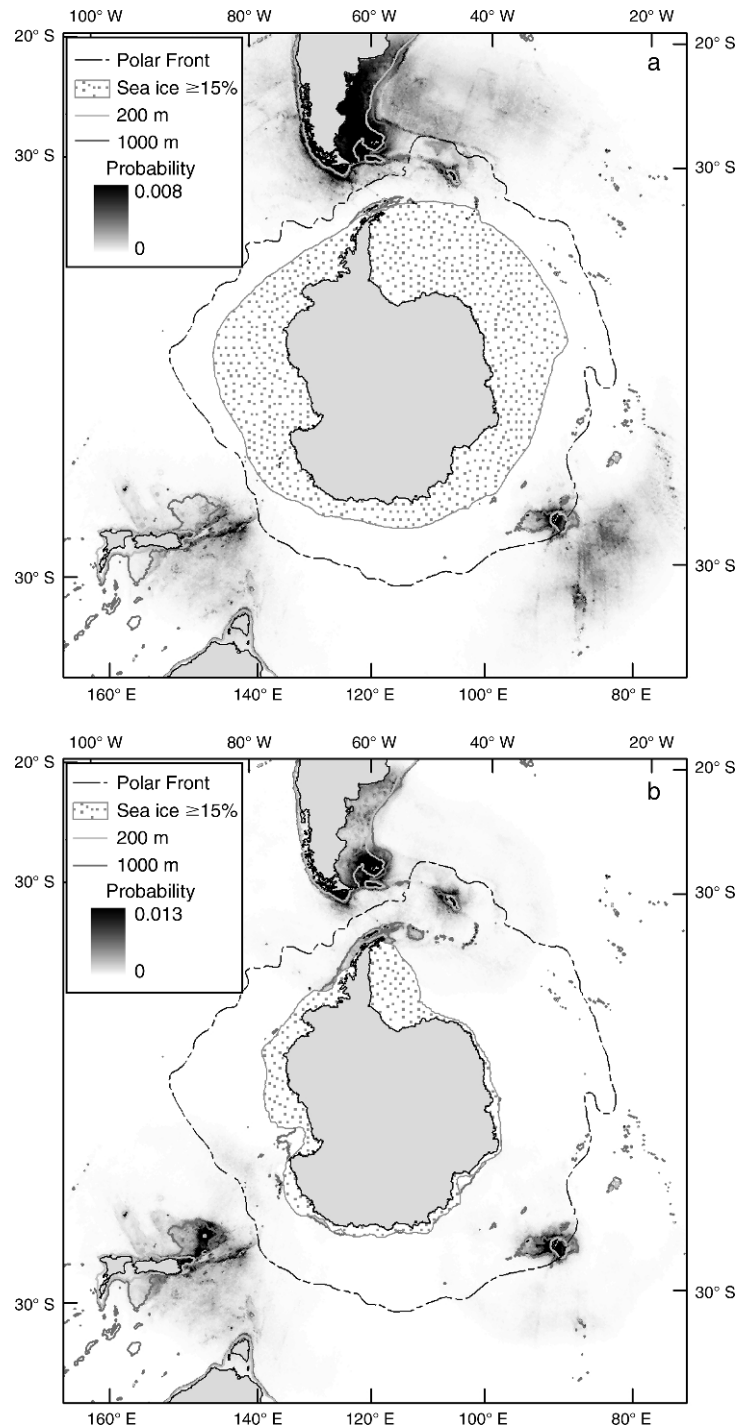 100° W 80° W 60° W 40° W 20° W
20° S 20° S
a
Polar Front
Sea ice ≥15%
200 m
1000 m
Probability
0.008
0
30° S 30° S
30° S 30° S
160° E 140° E 120° E 100° E 80° E
100° W 80° W 60° W 40° W 20° W
20° S 20° S
b
Polar Front
Sea ice ≥15%
200 m
1000 m
Probability
0.013
0
30° S 30° S
30° S 30° S
160° E 140° E 120° E 100° E 80° E